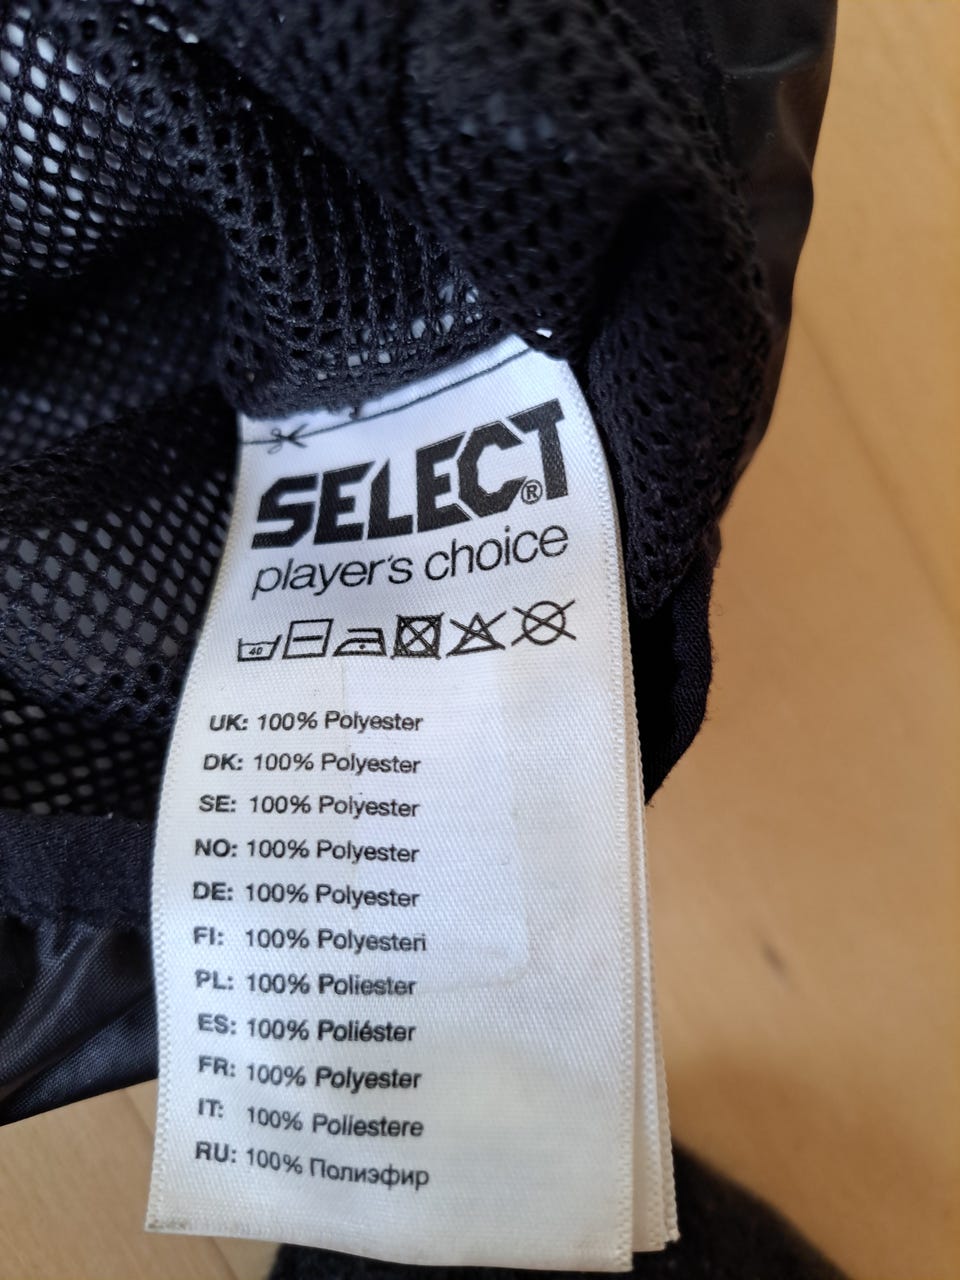 SELECT®
player's choice
40
UK: 100% Polyester
DK: 100% Polyester
SE: 100% Polyester
NO: 100% Polyester
DE: 100% Polyester
FI: 100% Polyesteri
PL: 100% Poliester
ES: 100% Poliéster
FR: 100% Polyester
IT: 100% Poliestere
RU: 100% Полиэфир